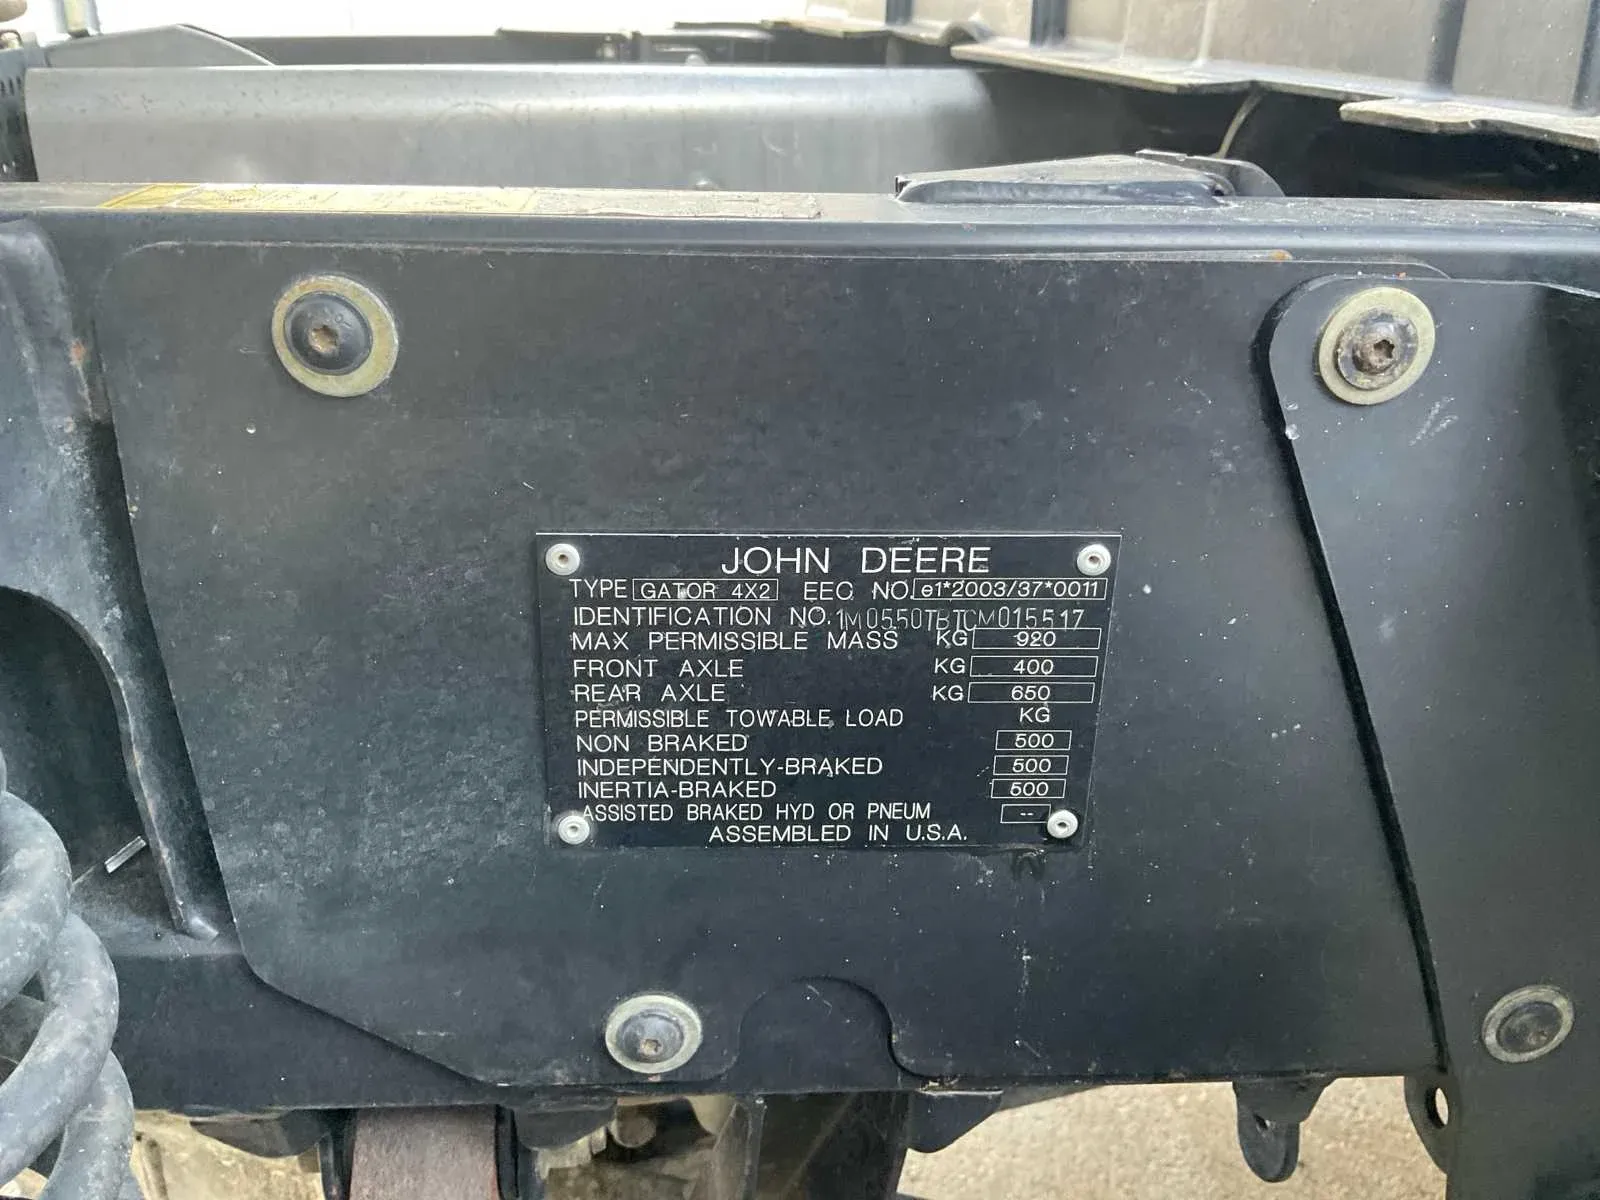 JOHN DEERE
TYPE GATOR 4X2 EEC NO. e1*2003/37*0011
IDENTIFICATION NO. 1M0550TBTCM015517
MAX PERMISSIBLE MASS KG 920
FRONT AXLE KG 400
REAR AXLE KG 650
PERMISSIBLE TOWABLE LOAD KG
NON BRAKED 500
INDEPENDENTLY-BRAKED 500
INERTIA-BRAKED 500
ASSISTED BRAKED HYD OR PNEUM --
ASSEMBLED IN U.S.A.